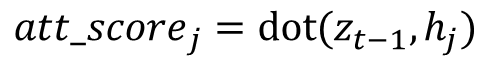 att_score_j = dot(z_{t−1}, h_j)